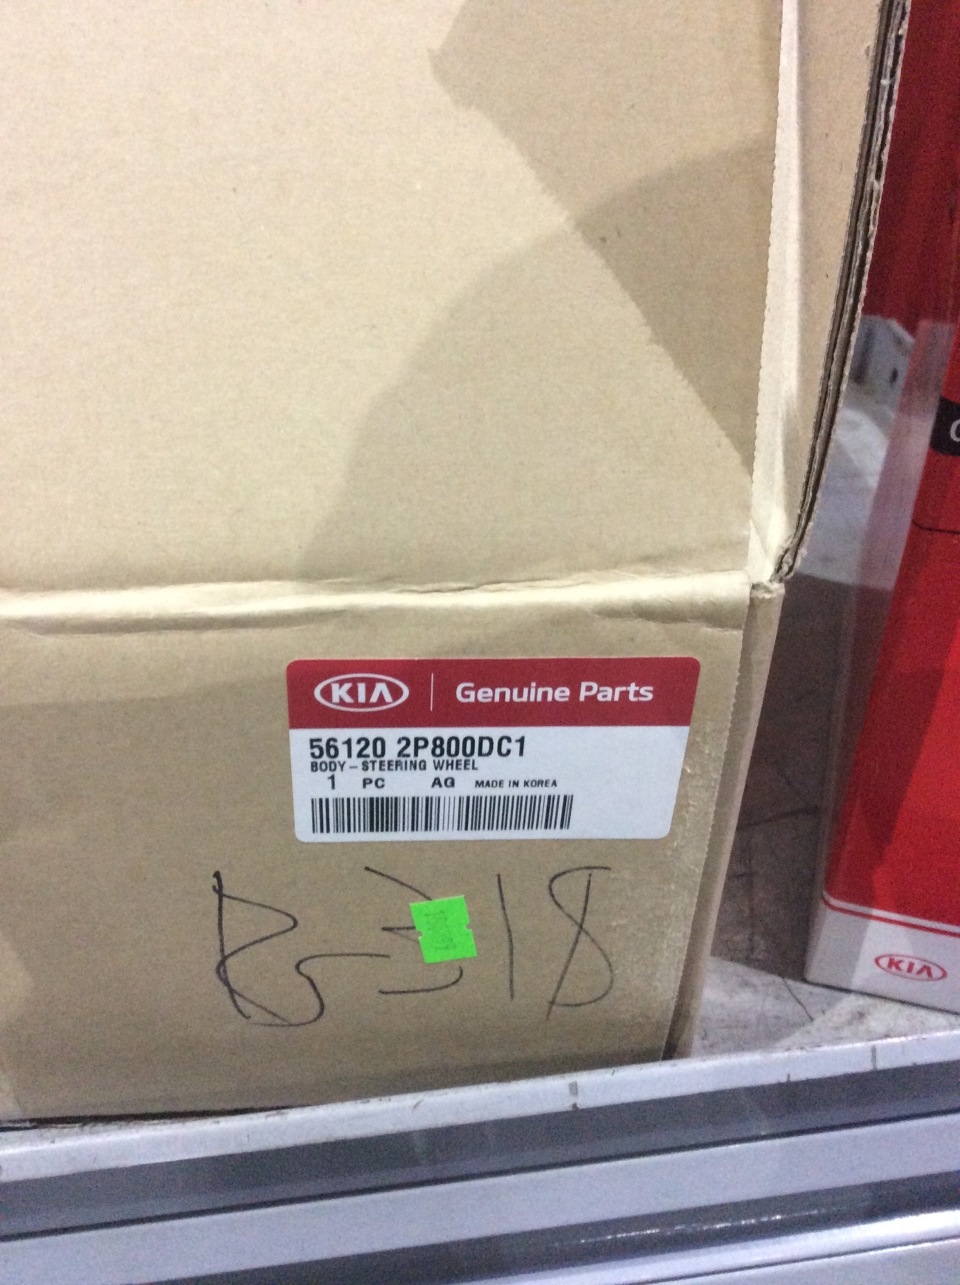 KIA Genuine Parts
56120 2P800DC1
BODY-STEERING WHEEL
1 PC AG MADE IN KOREA
KIA